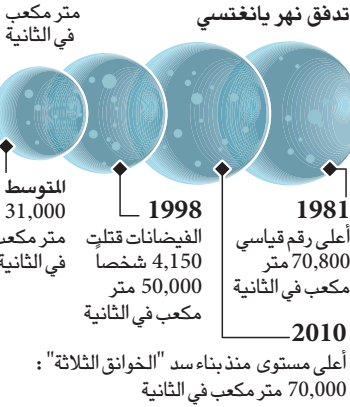 تدفق نهر يانغتسي
متر مكعب
في الثانية
1981
أعلى رقم قياسي
70,800 متر
مكعب في الثانية
2010
أعلى مستوى منذ بناء سد "الخوانق الثلاثة" :
70,000 متر مكعب في الثانية
1998
الفيضانات قتلت
4,150 شخصاً
50,000 متر
مكعب في الثانية
المتوسط
31,000
متر مكعب
في الثانية